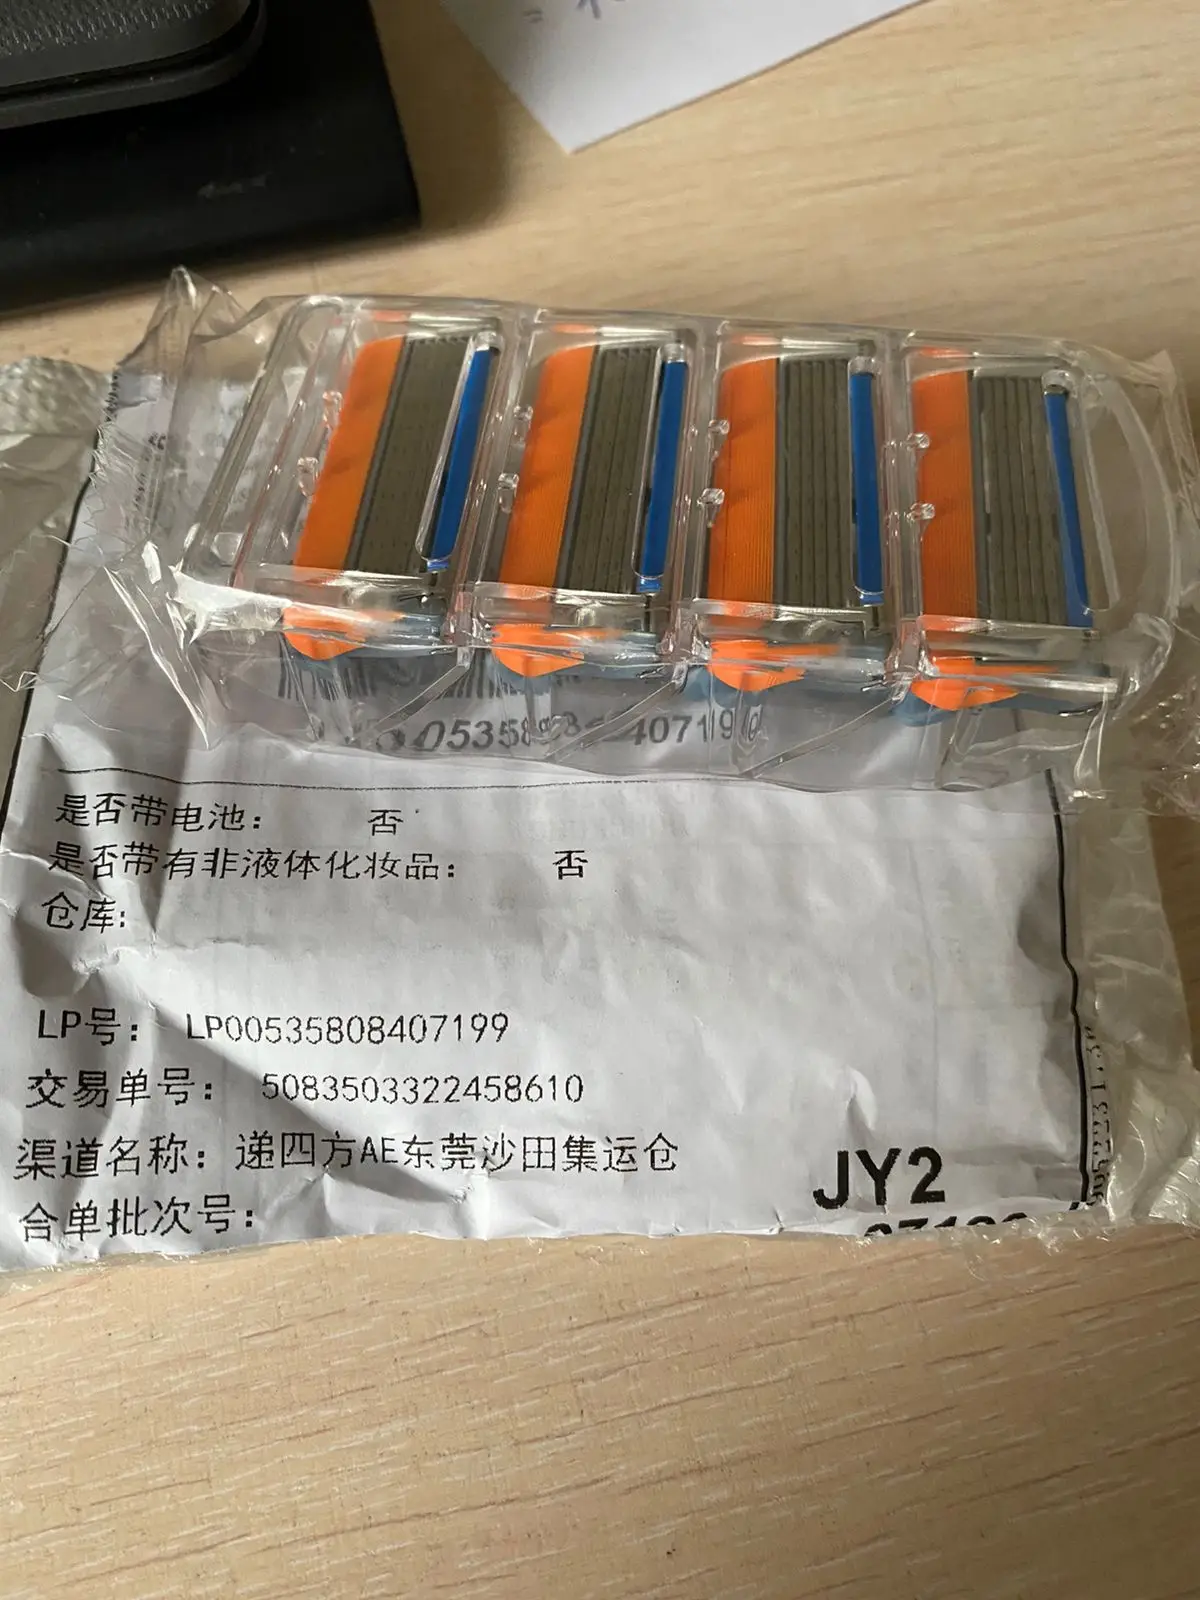 是否带电池： 否
是否带有非液体化妆品： 否
仓库:
LP号： LP00535808407199
交易单号： 5083503322458610
渠道名称：递四方AE东莞沙田集运仓
JY2
合单批次号：